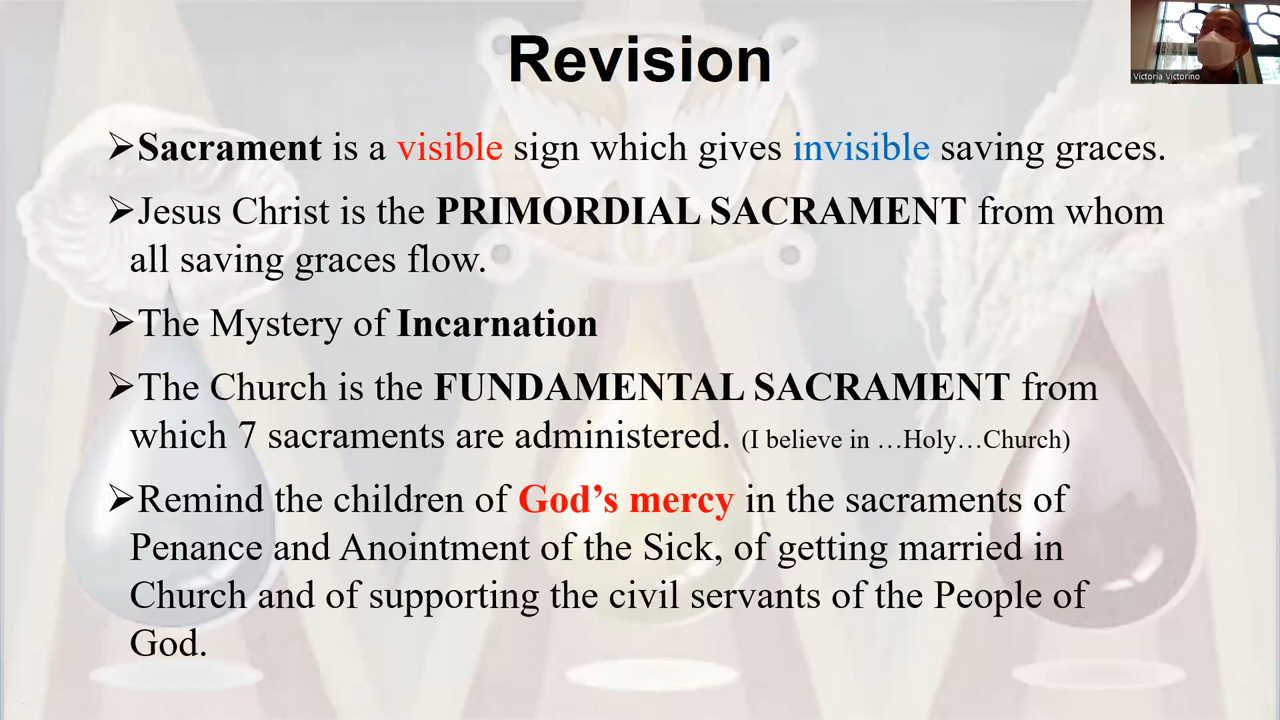 Revision
➢Sacrament is a visible sign which gives invisible saving graces.
➢Jesus Christ is the PRIMORDIAL SACRAMENT from whom
all saving graces flow.
➢The Mystery of Incarnation
➢The Church is the FUNDAMENTAL SACRAMENT from
which 7 sacraments are administered. (I believe in …Holy…Church)
➢Remind the children of God’s mercy in the sacraments of
Penance and Anointment of the Sick, of getting married in
Church and of supporting the civil servants of the People of
God.
Victoria Victorino